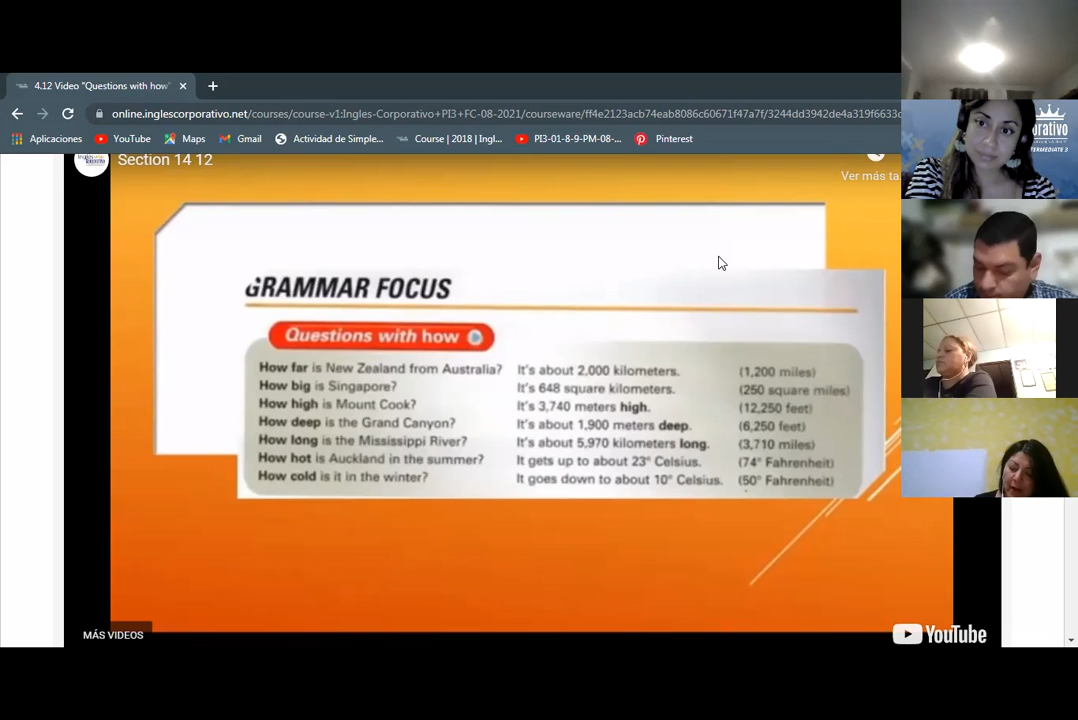 4.12 Video "Questions with how"
online.inglescorporativo.net/courses/course-v1:Ingles-Corporativo+PI3+FC-08-2021/courseware/ff4e2123acb74eab8086c60671f47a7f/3244dd3942de4a319f6633c
Aplicaciones YouTube Maps Gmail Actividad de Simple... Course | 2018 | Ingl... PI3-01-8-9-PM-08-... Pinterest
orativo
TERMEDIATE 3
Section 14 12
Ver más ta
GRAMMAR FOCUS
Questions with how
How far is New Zealand from Australia? It's about 2,000 kilometers. (1,200 miles)
How big is Singapore? It's 648 square kilometers. (250 square miles)
How high is Mount Cook? It's 3,740 meters high. (12,250 feet)
How deep is the Grand Canyon? It's about 1,900 meters deep. (6,250 feet)
How long is the Mississippi River? It's about 5,970 kilometers long. (3,710 miles)
How hot is Auckland in the summer? It gets up to about 23° Celsius. (74° Fahrenheit)
How cold is it in the winter? It goes down to about 10° Celsius. (50° Fahrenheit)
MÁS VIDEOS
YouTube